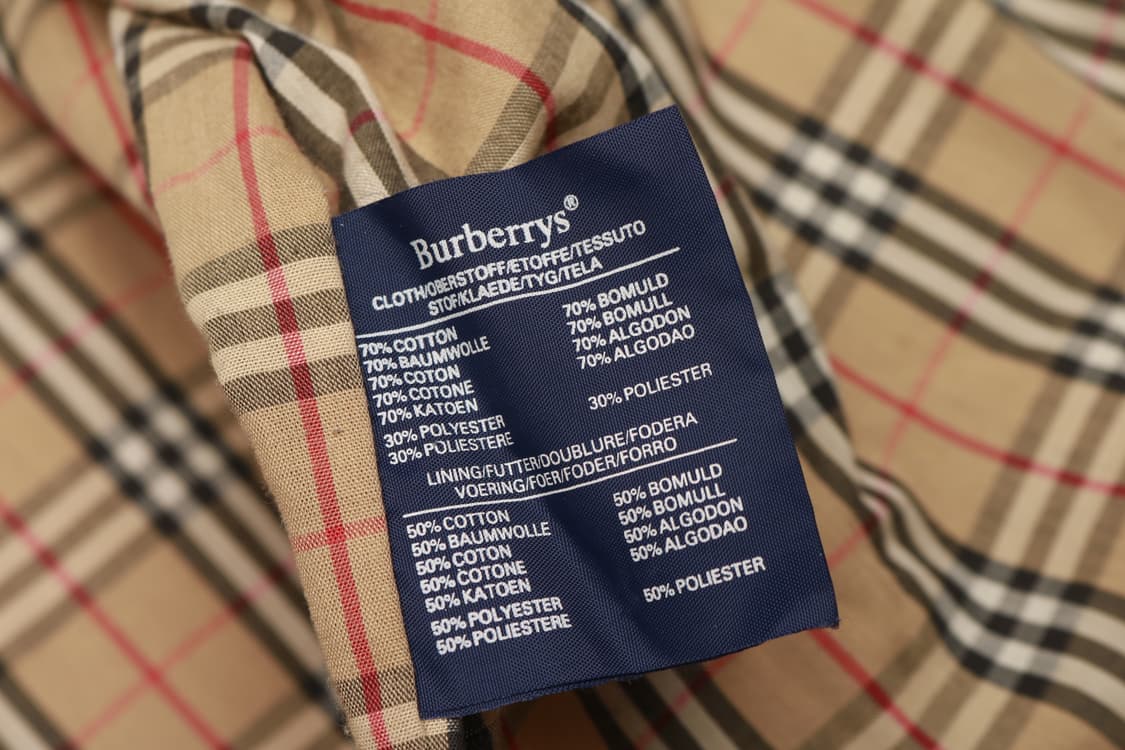 Burberrys®
CLOTH/OBERSTOFF/ETOFFE/TESSUTO
STOF/KLAEDE/TYG/TELA
70% COTTON
70% BAUMWOLLE
70% COTON
70% COTONE
70% KATOEN
30% POLYESTER
30% POLIESTERE
70% BOMULD
70% BOMULL
70% ALGODON
70% ALGODAO
30% POLIESTER
LINING/FUTTER/DOUBLURE/FODERA
VOERING/FOER/FODER/FORRO
50% COTTON
50% BAUMWOLLE
50% COTON
50% COTONE
50% KATOEN
50% POLYESTER
50% POLIESTERE
50% BOMULD
50% BOMULL
50% ALGODON
50% ALGODAO
50% POLIESTER